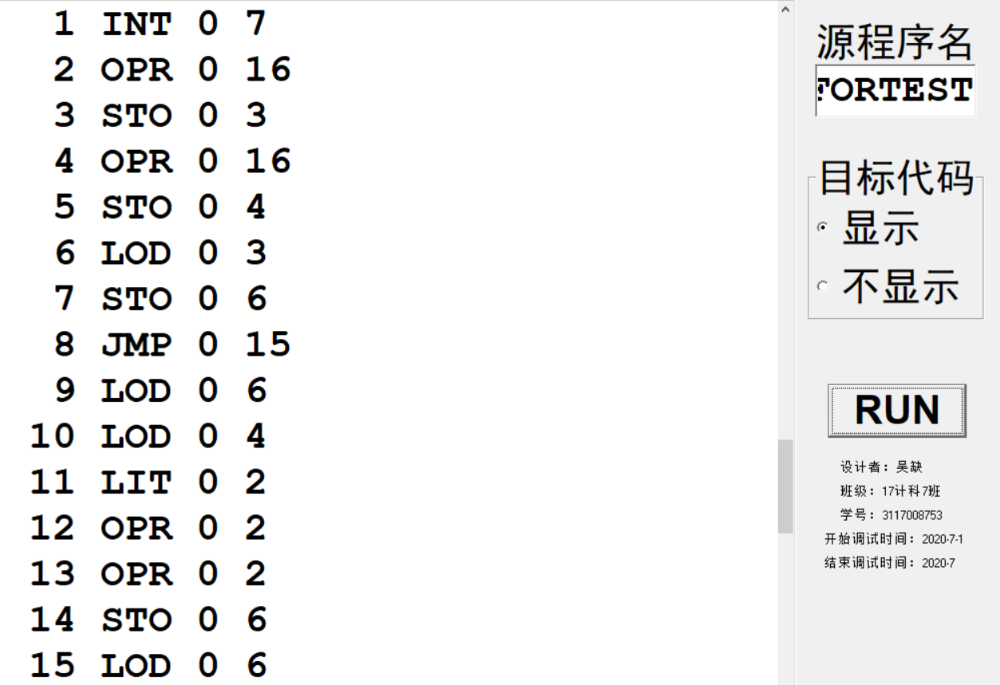 1 INT 0 7
2 OPR 0 16
3 STO 0 3
4 OPR 0 16
5 STO 0 4
6 LOD 0 3
7 STO 0 6
8 JMP 0 15
9 LOD 0 6
10 LOD 0 4
11 LIT 0 2
12 OPR 0 2
13 OPR 0 2
14 STO 0 6
15 LOD 0 6
源程序名
FORTEST
目标代码
显示
不显示
RUN
设计者：吴缺
班级：17计科7班
学号：3117008753
开始调试时间：2020-7-1
结束调试时间：2020-7